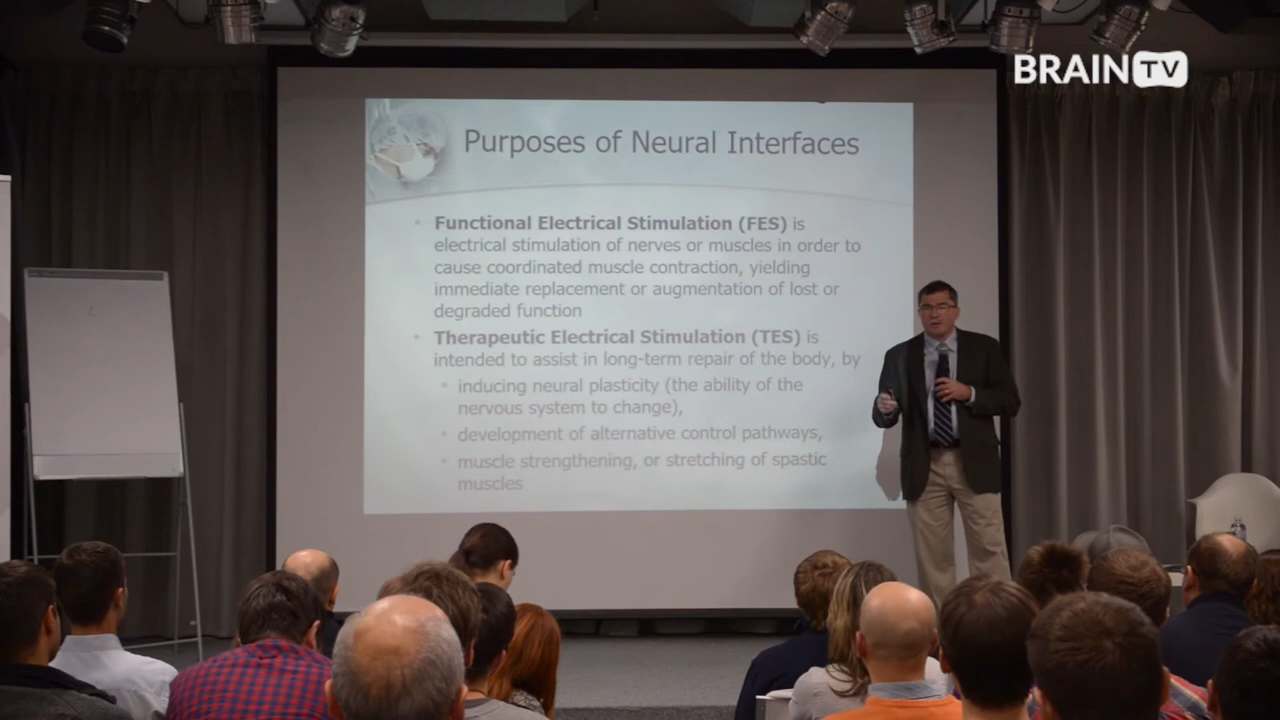 BRAINTV
Purposes of Neural Interfaces
Functional Electrical Stimulation (FES) is
electrical stimulation of nerves or muscles in order to
cause coordinated muscle contraction, yielding
immediate replacement or augmentation of lost or
degraded function
Therapeutic Electrical Stimulation (TES) is
intended to assist in long-term repair of the body, by
inducing neural plasticity (the ability of the
nervous system to change),
development of alternative control pathways,
muscle strengthening, or stretching of spastic
muscles